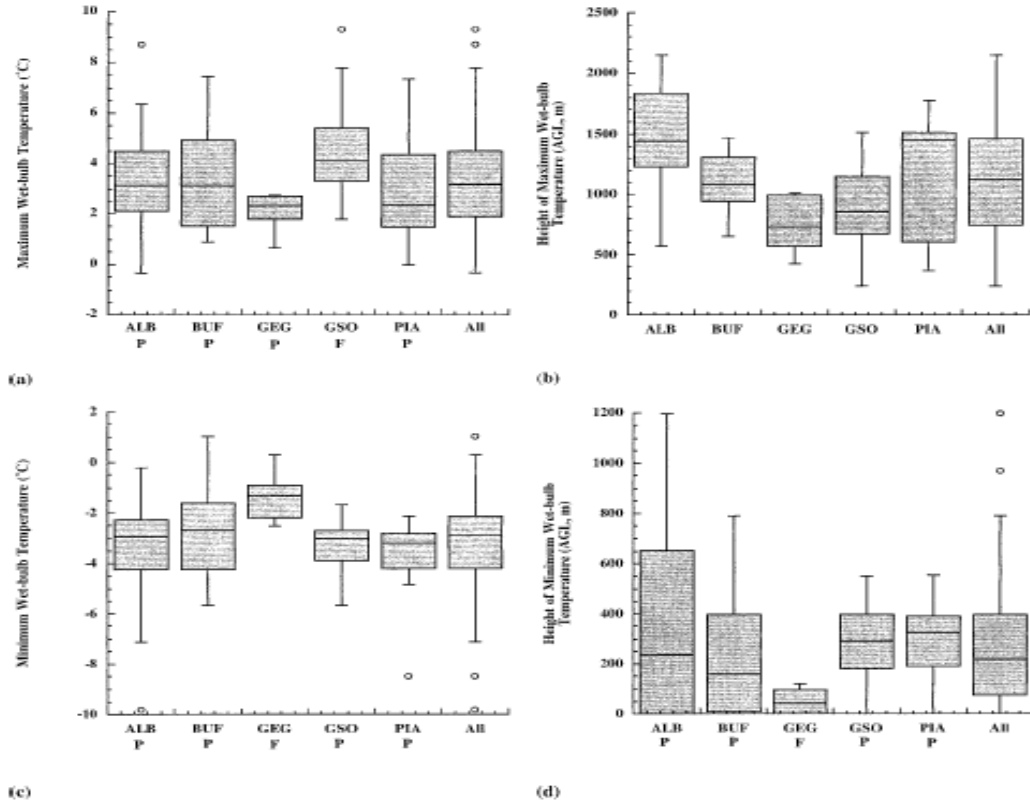 10
8
6
4
2
0
-2
Maximum Wet-bulb Temperature (°C)
ALB BUF GEG GSO PIA All
P P P F P
(a)
2500
2000
1500
1000
500
0
Height of Maximum Wet-bulb
Temperature (AGL, m)
ALB BUF GEG GSO PIA All
(b)
2
0
-2
-4
-6
-8
-10
Minimum Wet-bulb Temperature (°C)
ALB BUF GEG GSO PIA All
P P F P P
(c)
1200
1000
800
600
400
200
0
Height of Minimum Wet-bulb
Temperature (AGL, m)
ALB BUF GEG GSO PIA All
P P F P P
(d)